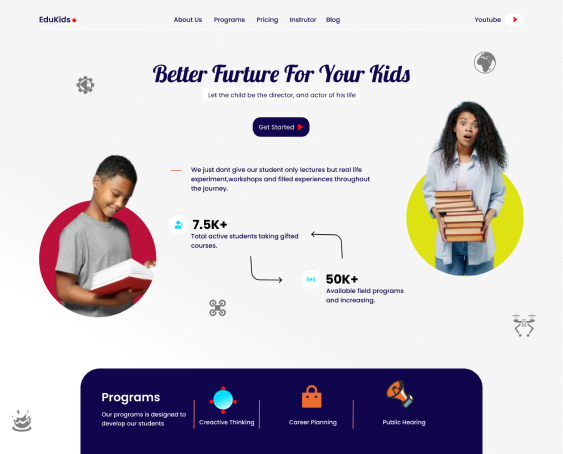 EduKids
About Us Programs Pricing Instrutor Blog
Youtube
Better Furture For Your Kids
Let the child be the director, and actor of his life
Get Started
We just dont give our student only lectures but real life
experiment,workshops and filled experiences throughout
the journey.
7.5K+
Total active students taking gifted
courses.
50K+
Available field programs
and increasing.
Programs
Our programs is designed to
develop our students
Creactive Thinking
Career Planning
Public Hearing